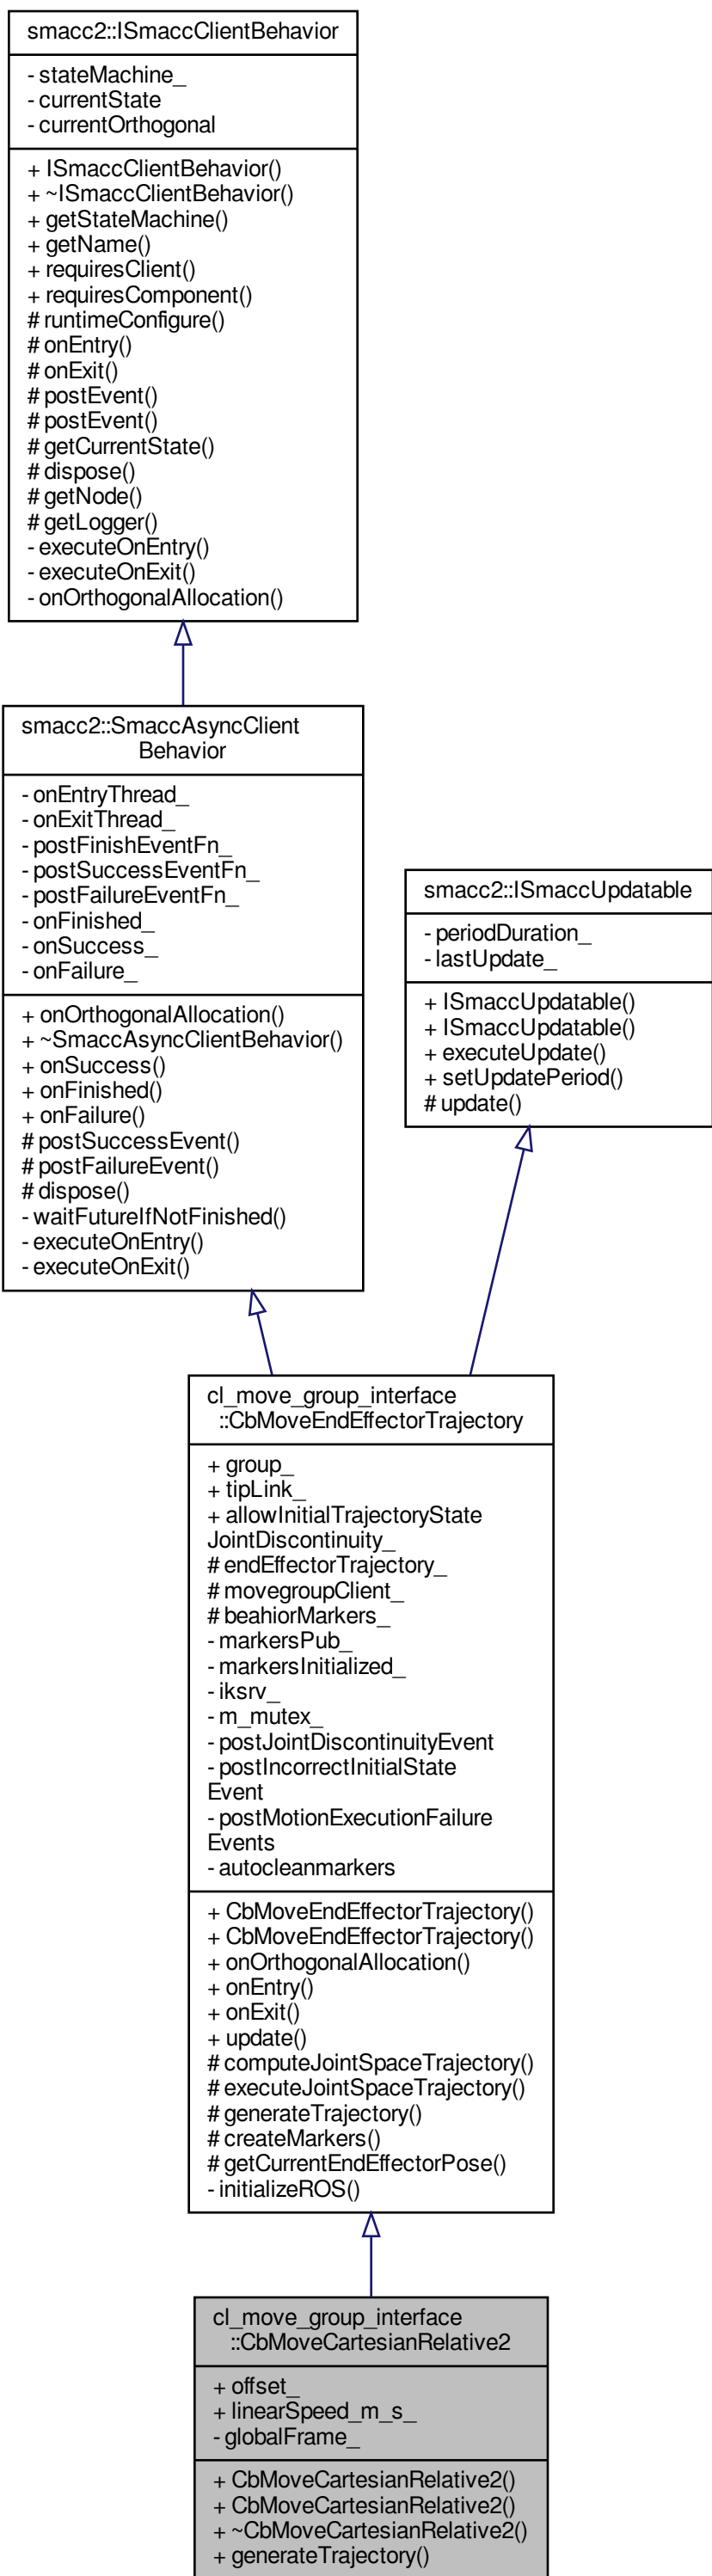 smacc2::ISmaccClientBehavior
- stateMachine_
- currentState
- currentOrthogonal
+ ISmaccClientBehavior()
+ ~ISmaccClientBehavior()
+ getStateMachine()
+ getName()
+ requiresClient()
+ requiresComponent()
# runtimeConfigure()
# onEntry()
# onExit()
# postEvent()
# postEvent()
# getCurrentState()
# dispose()
# getNode()
# getLogger()
- executeOnEntry()
- executeOnExit()
- onOrthogonalAllocation()
smacc2::SmaccAsyncClient
Behavior
- onEntryThread_
- onExitThread_
- postFinishEventFn_
- postSuccessEventFn_
- postFailureEventFn_
- onFinished_
- onSuccess_
- onFailure_
+ onOrthogonalAllocation()
+ ~SmaccAsyncClientBehavior()
+ onSuccess()
+ onFinished()
+ onFailure()
# postSuccessEvent()
# postFailureEvent()
# dispose()
- waitFutureIfNotFinished()
- executeOnEntry()
- executeOnExit()
smacc2::ISmaccUpdatable
- periodDuration_
- lastUpdate_
+ ISmaccUpdatable()
+ ISmaccUpdatable()
+ executeUpdate()
+ setUpdatePeriod()
# update()
cl_move_group_interface
::CbMoveEndEffectorTrajectory
+ group_
+ tipLink_
+ allowInitialTrajectoryState
JointDiscontinuity_
# endEffectorTrajectory_
# movegroupClient_
# beahiorMarkers_
- markersPub_
- markersInitialized_
- iksrv_
- m_mutex_
- postJointDiscontinuityEvent
- postIncorrectInitialState
Event
- postMotionExecutionFailure
Events
- autocleanmarkers
+ CbMoveEndEffectorTrajectory()
+ CbMoveEndEffectorTrajectory()
+ onOrthogonalAllocation()
+ onEntry()
+ onExit()
+ update()
# computeJointSpaceTrajectory()
# executeJointSpaceTrajectory()
# generateTrajectory()
# createMarkers()
# getCurrentEndEffectorPose()
- initializeROS()
cl_move_group_interface
::CbMoveCartesianRelative2
+ offset_
+ linearSpeed_m_s_
- globalFrame_
+ CbMoveCartesianRelative2()
+ CbMoveCartesianRelative2()
+ ~CbMoveCartesianRelative2()
+ generateTrajectory()